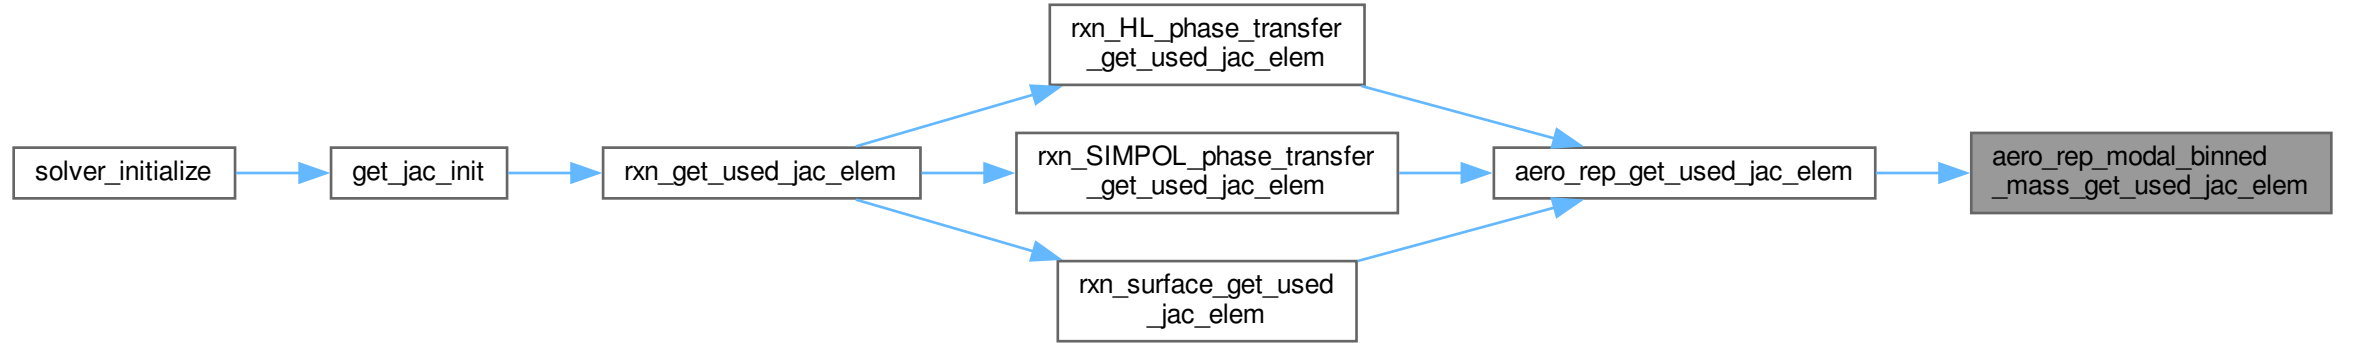 solver_initialize
get_jac_init
rxn_get_used_jac_elem
rxn_HL_phase_transfer
_get_used_jac_elem
rxn_SIMPOL_phase_transfer
_get_used_jac_elem
rxn_surface_get_used
_jac_elem
aero_rep_get_used_jac_elem
aero_rep_modal_binned
_mass_get_used_jac_elem